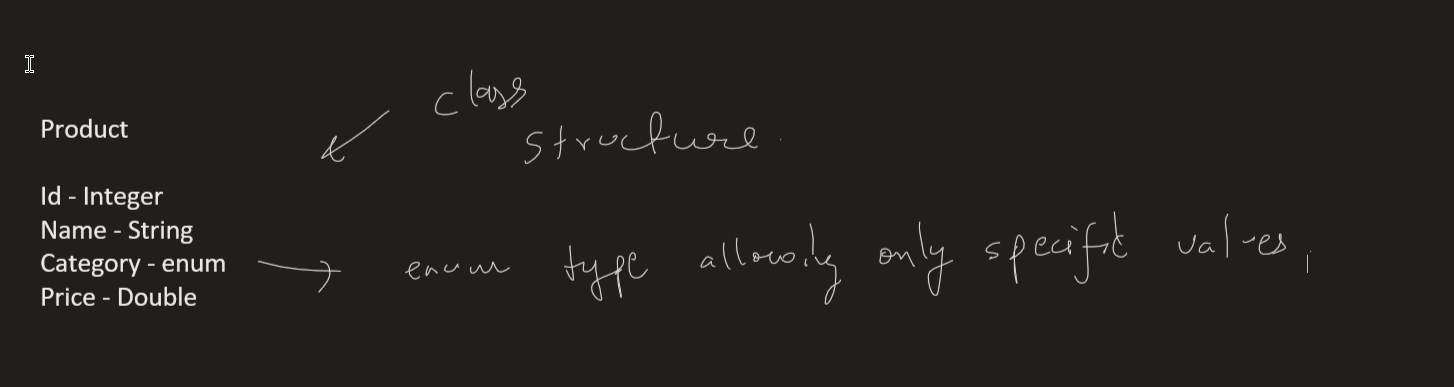 class
structure.
Product
Id - Integer
Name - String
Category - enum
enum type allowing only specific values,
Price - Double